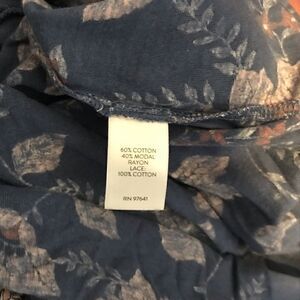 60% COTTON
40% MODAL
RAYON
LACE:
100% COTTON
RN 97641